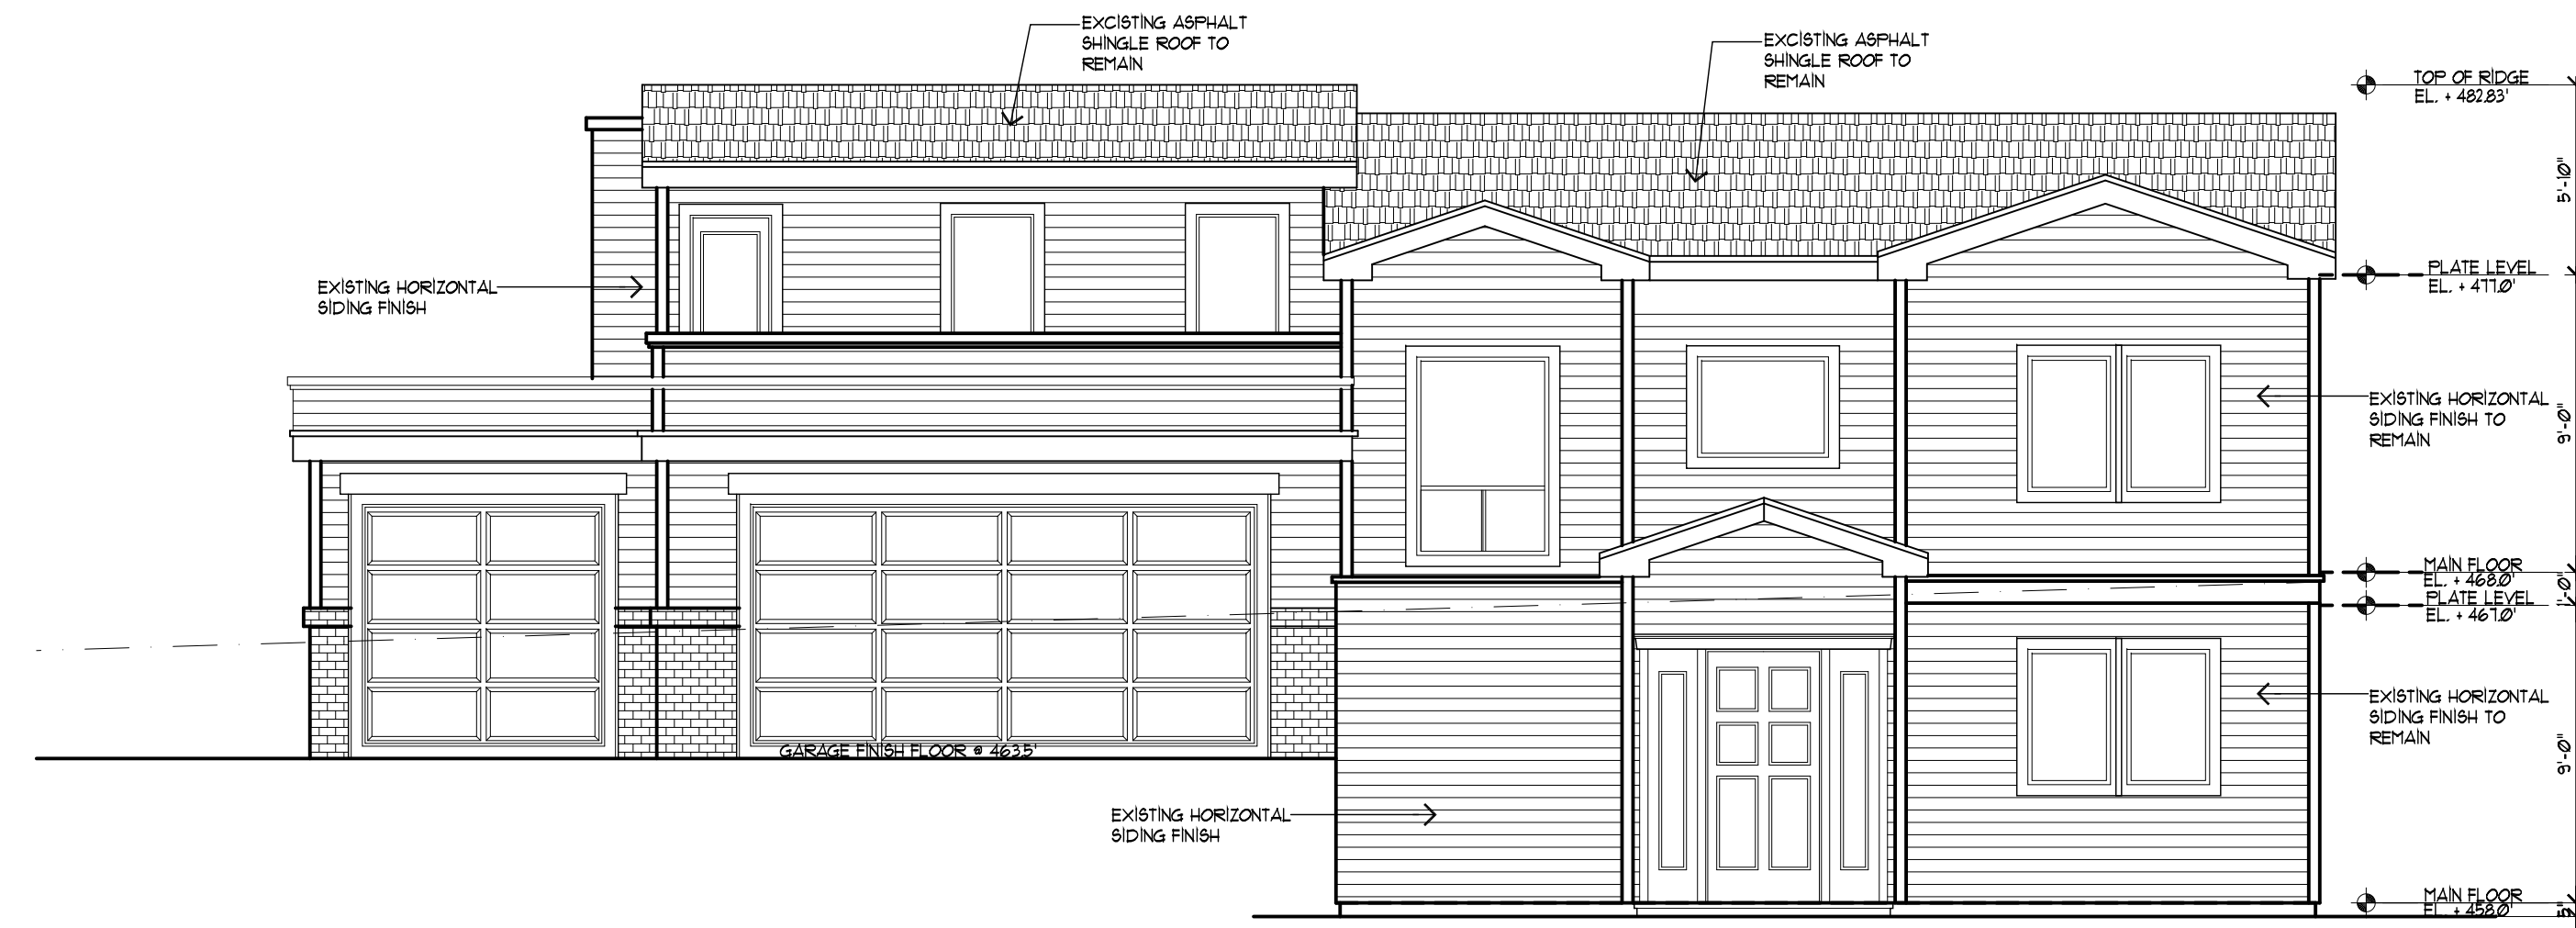 EXCISTING ASPHALT
SHINGLE ROOF TO
REMAIN
EXCISTING ASPHALT
SHINGLE ROOF TO
REMAIN
TOP OF RIDGE
EL. + 482.83'
5'-10"
EXISTING HORIZONTAL
SIDING FINISH
PLATE LEVEL
EL. + 477.0'
EXISTING HORIZONTAL
SIDING FINISH TO
REMAIN
9'-0"
MAIN FLOOR
EL. + 468.0'
1'-0"
PLATE LEVEL
EL. + 467.0'
EXISTING HORIZONTAL
SIDING FINISH TO
REMAIN
9'-0"
GARAGE FINISH FLOOR @ 463.5'
EXISTING HORIZONTAL
SIDING FINISH
MAIN FLOOR
EL. + 458.0'